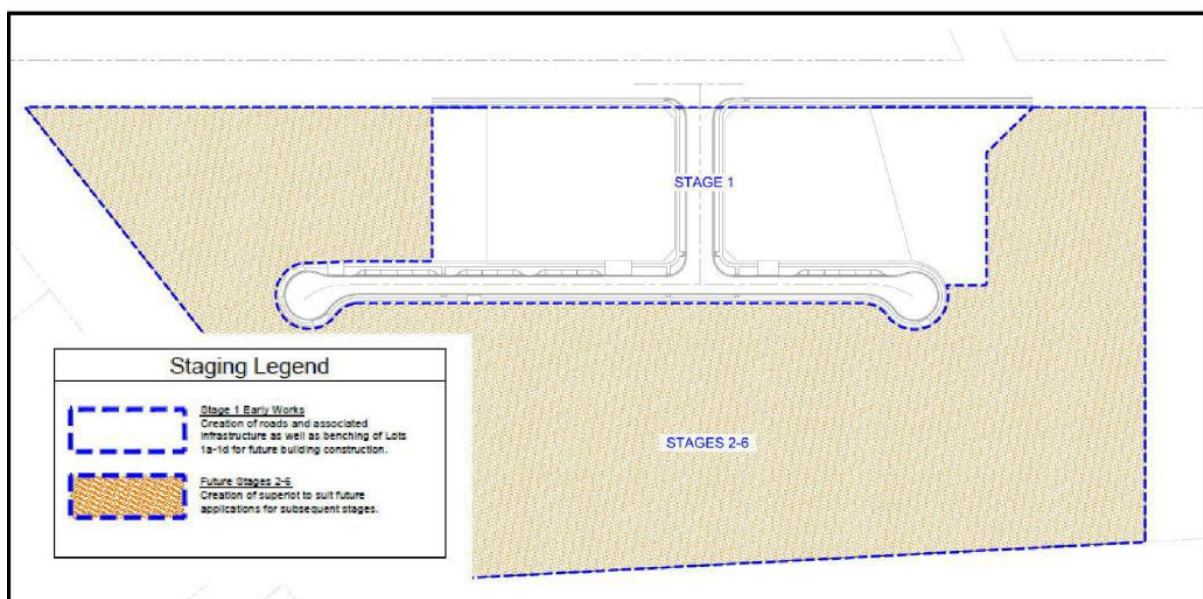 STAGE 1
STAGES 2-6
Staging Legend
Stage 1 Early Works
Creation of roads and associated
infrastructure as well as benching of Lots
1a-1d for future building construction.
Future Stages 2-6
Creation of superlot to suit future
applications for subsequent stages.